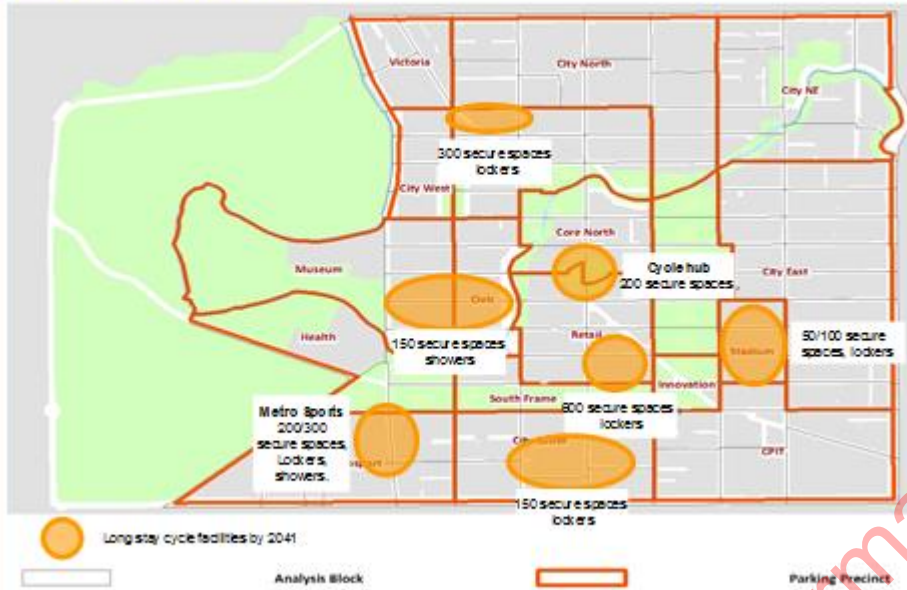 Victoria
City North
City NE
300 secure spaces
lockers
City West
Core North
Museum
Cycle hub
200 secure spaces,
City East
Civic
Health
150 secure spaces
showers
Retail
50/100 secure
spaces, lockers
Stadium
Innovation
South Frame
600 secure spaces,
lockers
Metro Sports
200/300
secure spaces,
Lockers,
showers.
CPIT
150 secure spaces
lockers
Long stay cycle facilities by 2041
Analysis Block
Parking Precinct